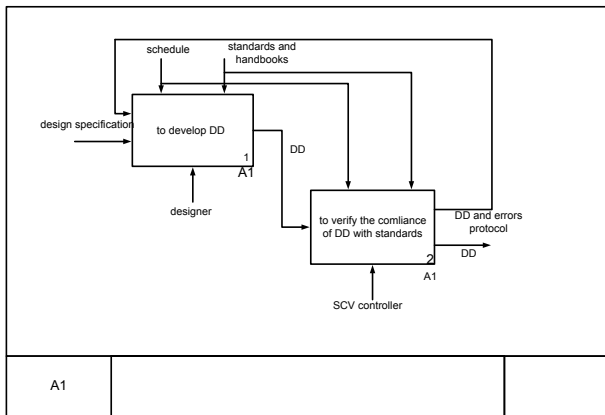 schedule
standards and
handbooks
design specification
to develop DD
1
A1
DD
designer
to verify the comliance
of DD with standards
2
A1
DD and errors
protocol
DD
SCV controller
A1